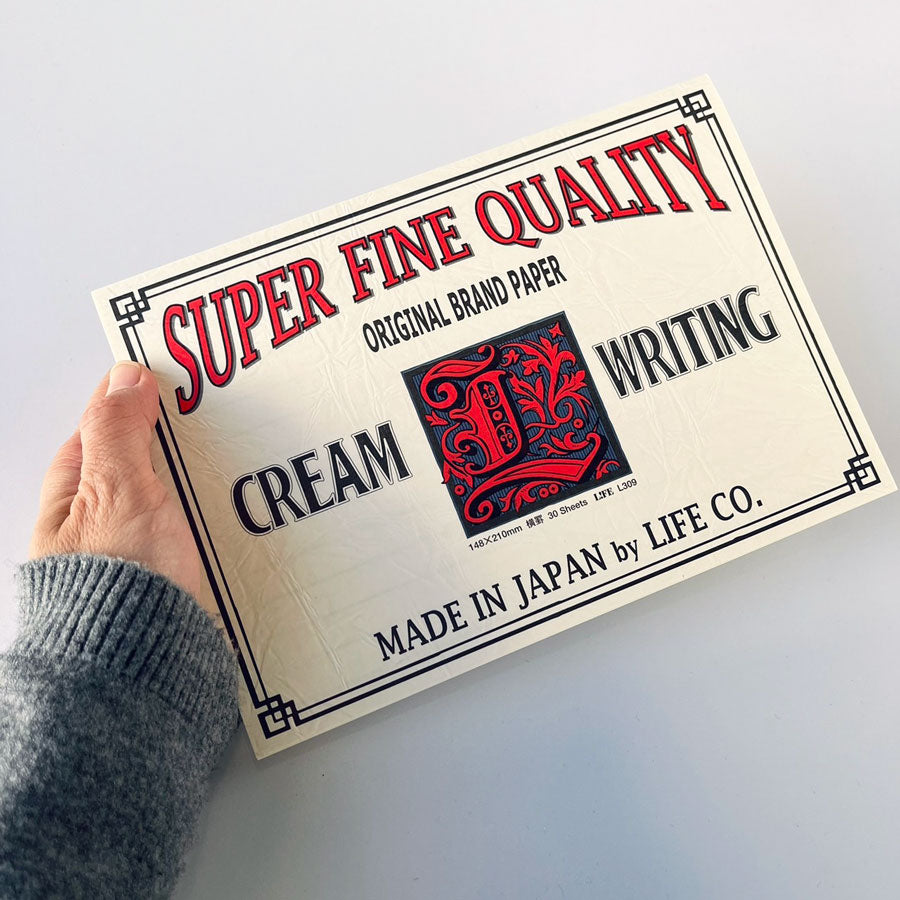 SUPER FINE QUALITY
ORIGINAL BRAND PAPER
CREAM WRITING
L
148×210mm 横罫 30 Sheets LIFE L309
MADE IN JAPAN by LIFE CO.